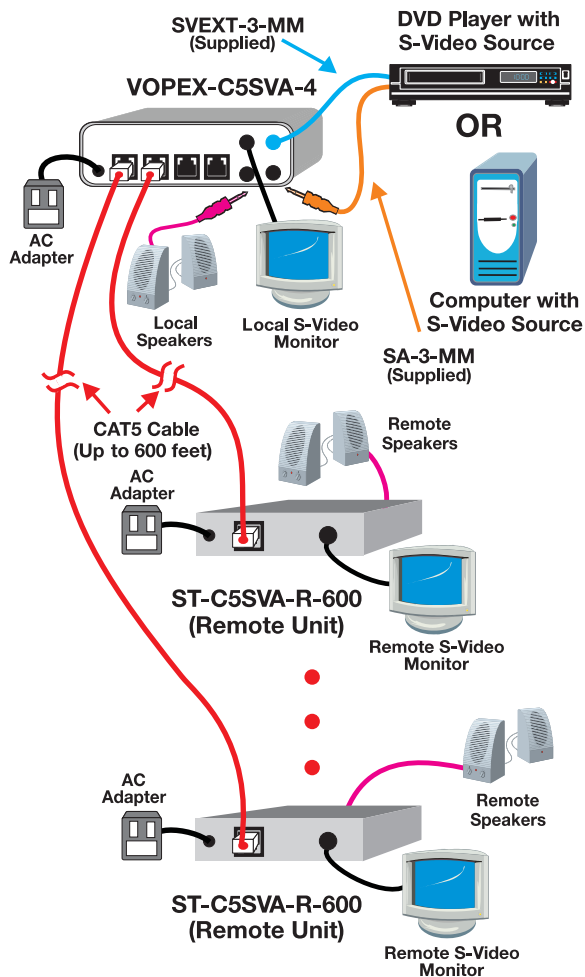 SVEXT-3-MM
(Supplied)
DVD Player with
S-Video Source
VOPEX-C5SVA-4
OR
AC
Adapter
Local
Speakers
Local S-Video
Monitor
Computer with
S-Video Source
SA-3-MM
(Supplied)
CAT5 Cable
(Up to 600 feet)
Remote
Speakers
AC
Adapter
ST-C5SVA-R-600
(Remote Unit)
Remote S-Video
Monitor
AC
Adapter
Remote
Speakers
ST-C5SVA-R-600
(Remote Unit)
Remote S-Video
Monitor